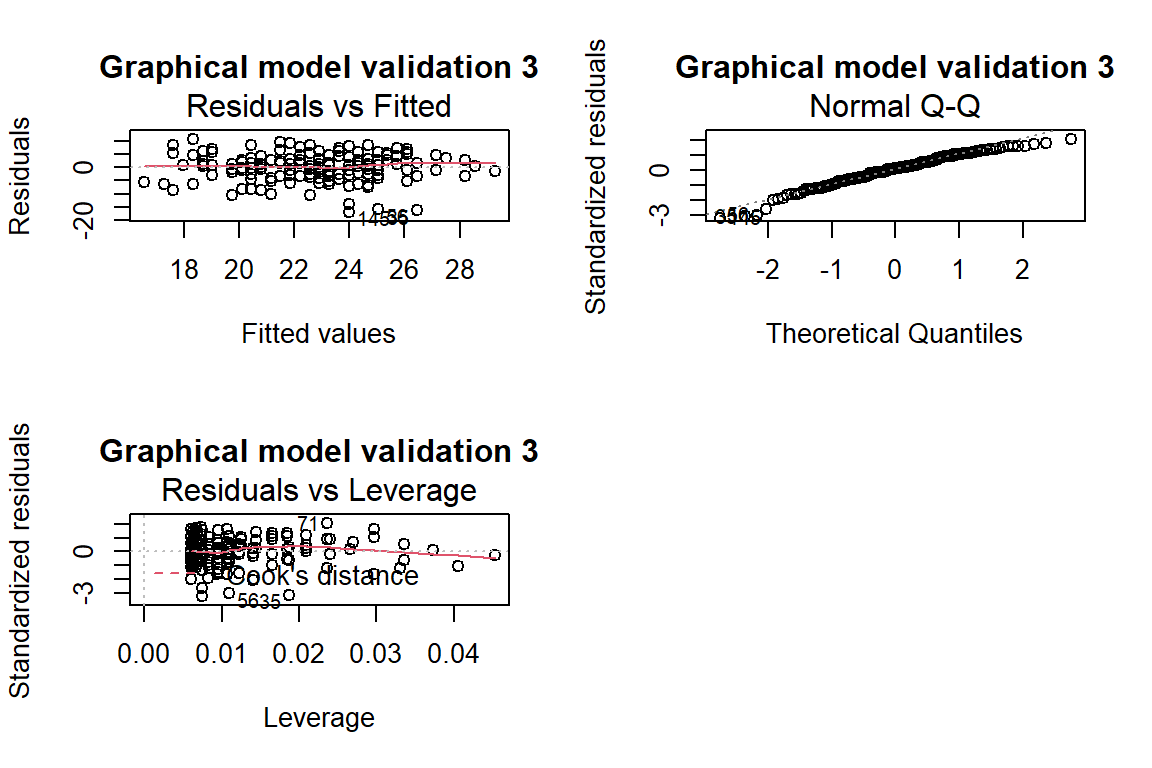 Graphical model validation 3
Residuals vs Fitted
Residuals
0
-20
18 20 22 24 26 28
Fitted values
Graphical model validation 3
Normal Q-Q
Standardized residuals
0
-3
-2 -1 0 1 2
Theoretical Quantiles
Graphical model validation 3
Residuals vs Leverage
Standardized residuals
0
-3
71
Cook's distance
5635
0.00 0.01 0.02 0.03 0.04
Leverage